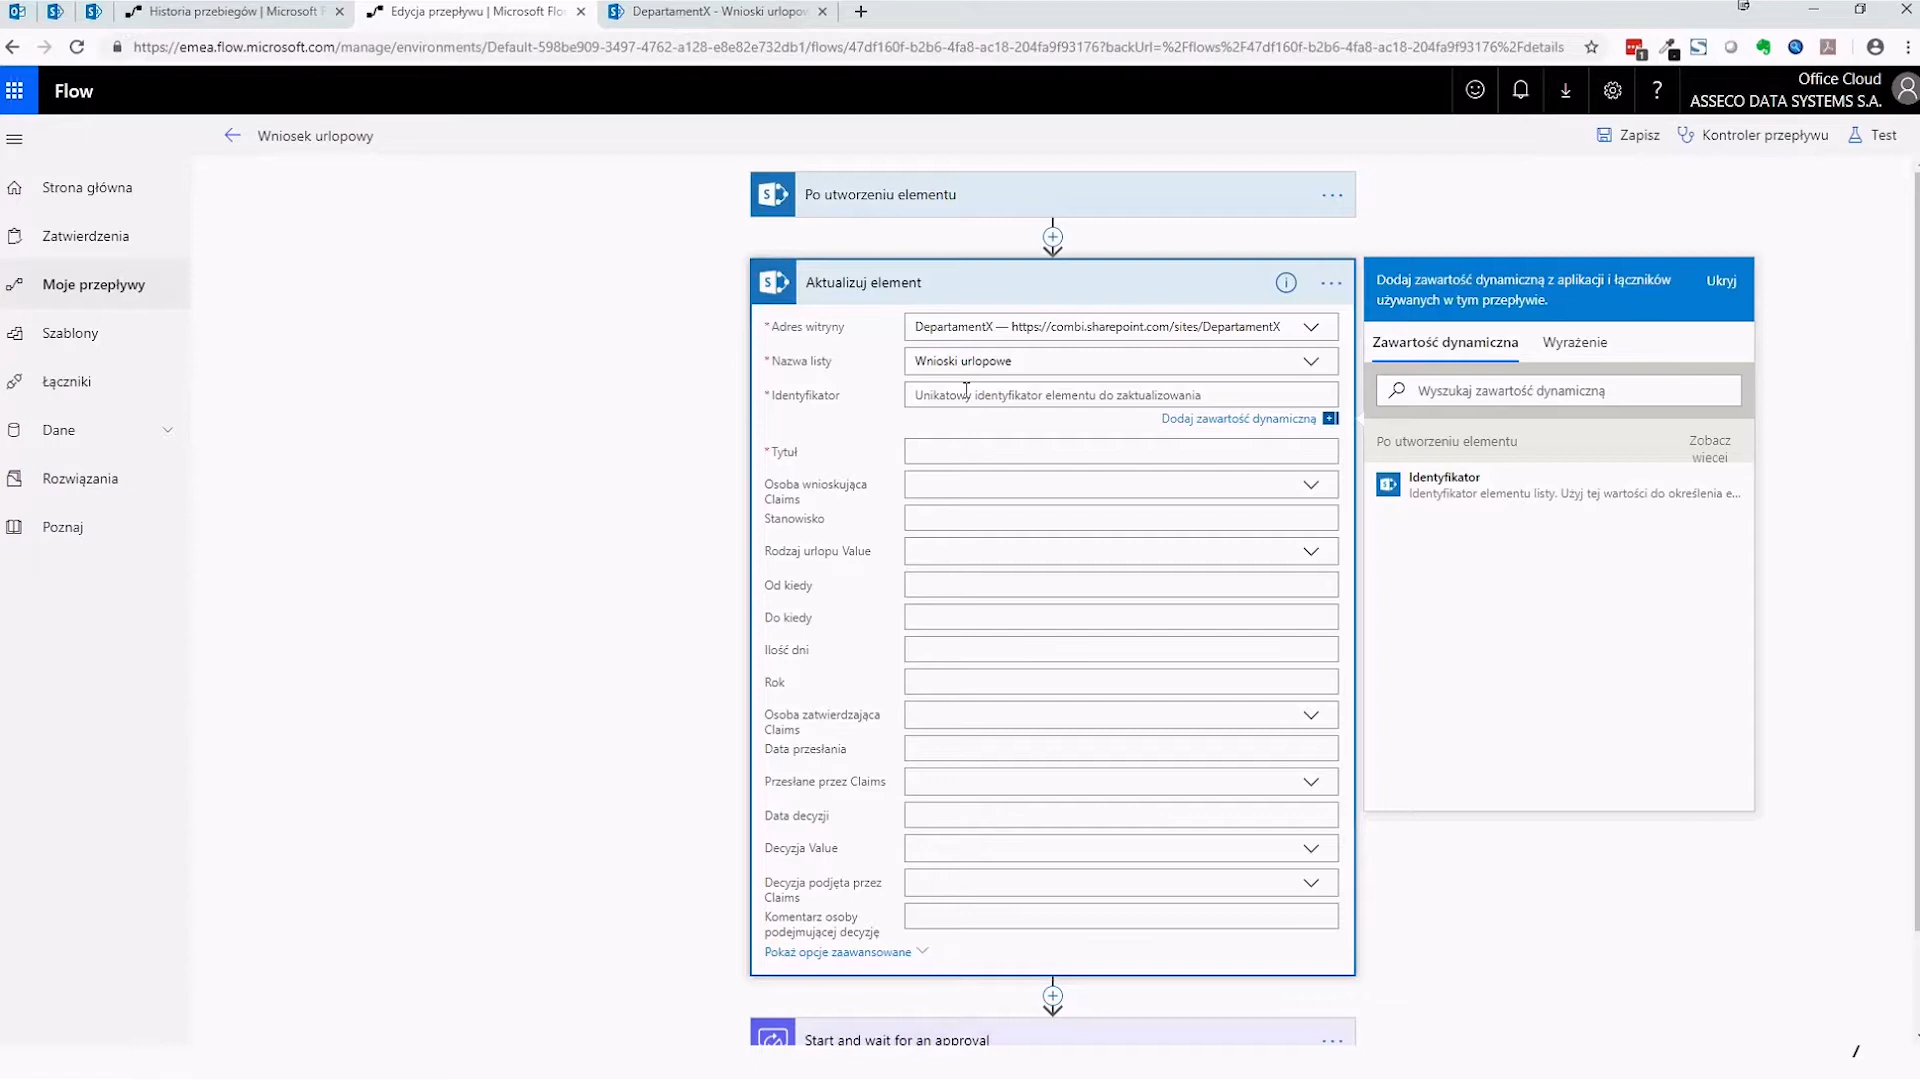 Historia przebiegów | Microsoft F
Edycja przepływu | Microsoft Flo
DepartamentX - Wnioski urlopow
https://emea.flow.microsoft.com/manage/environments/Default-598be909-3497-4762-a128-e8e82e732db1/flows/47df160f-b2b6-4fa8-ac18-204fa9f93176?backUrl=%2Fflows%2F47df160f-b2b6-4fa8-ac18-204fa9f93176%2Fdetails
Flow
Office Cloud
ASSECO DATA SYSTEMS S.A.
Wniosek urlopowy
Zapisz
Kontroler przepływu
Test
Strona główna
Zatwierdzenia
Moje przepływy
Szablony
Łączniki
Dane
Rozwiązania
Poznaj
Po utworzeniu elementu
Aktualizuj element
* Adres witryny
DepartamentX — https://combi.sharepoint.com/sites/DepartamentX
* Nazwa listy
Wnioski urlopowe
* Identyfikator
Unikatowy identyfikator elementu do zaktualizowania
Dodaj zawartość dynamiczną
* Tytuł
Osoba wnioskująca
Claims
Stanowisko
Rodzaj urlopu Value
Od kiedy
Do kiedy
Ilość dni
Rok
Osoba zatwierdzająca
Claims
Data przesłania
Przesłane przez Claims
Data decyzji
Decyzja Value
Decyzja podjęta przez
Claims
Komentarz osoby
podejmującej decyzję
Pokaż opcje zaawansowane
Start and wait for an approval
Dodaj zawartość dynamiczną z aplikacji i łączników
używanych w tym przepływie.
Ukryj
Zawartość dynamiczna
Wyrażenie
Wyszukaj zawartość dynamiczną
Po utworzeniu elementu
Zobacz
więcej
Identyfikator
Identyfikator elementu listy. Użyj tej wartości do określenia e...